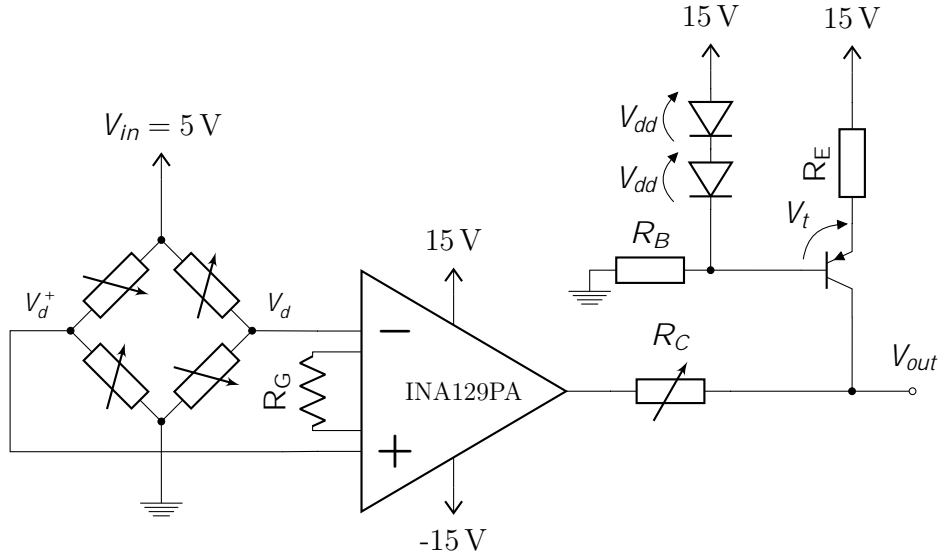 15 V
15 V
V_dd
V_in = 5 V
V_dd
R_E
V_t
R_B
15 V
V_d^+
V_d
R_C
V_out
R_G
INA129PA
-15 V